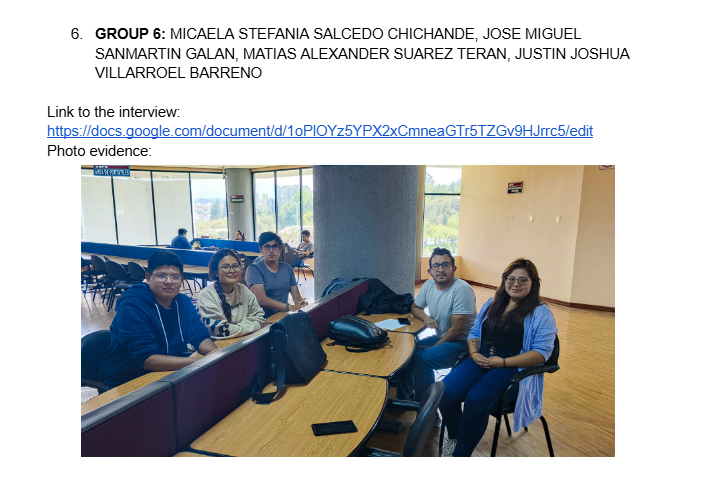 6. GROUP 6: MICAELA STEFANIA SALCEDO CHICHANDE, JOSE MIGUEL
SANMARTIN GALAN, MATIAS ALEXANDER SUAREZ TERAN, JUSTIN JOSHUA
VILLARROEL BARRENO
Link to the interview:
https://docs.google.com/document/d/1oPlOYz5YPX2xCmneaGTr5TZGv9HJrrc5/edit
Photo evidence: